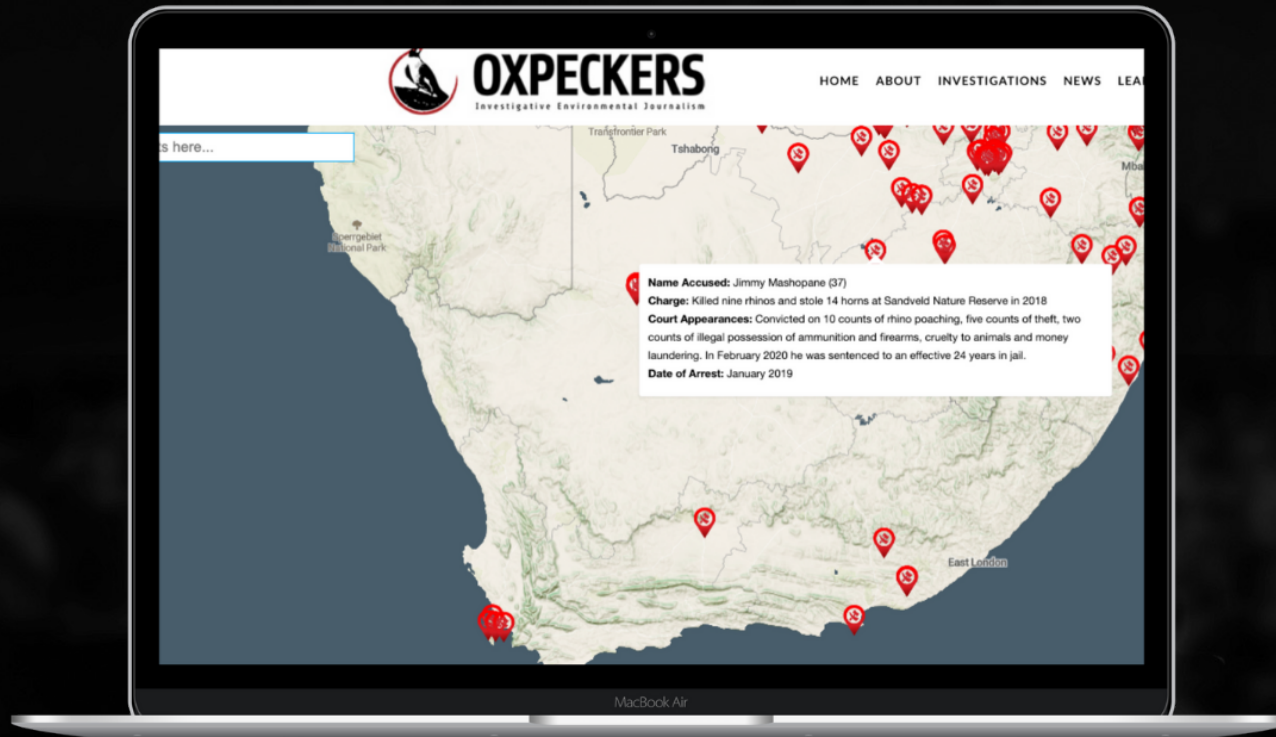 OXPECKERS
Investigative Environmental Journalism
HOME ABOUT INVESTIGATIONS NEWS LEA
ts here...
Transfrontier Park
Tshabong
Mba
National Park
Name Accused: Jimmy Mashopane (37)
Charge: Killed nine rhinos and stole 14 horns at Sandveld Nature Reserve in 2018
Court Appearances: Convicted on 10 counts of rhino poaching, five counts of theft, two
counts of illegal possession of ammunition and firearms, cruelty to animals and money
laundering. In February 2020 he was sentenced to an effective 24 years in jail.
Date of Arrest: January 2019
East London
MacBook Air